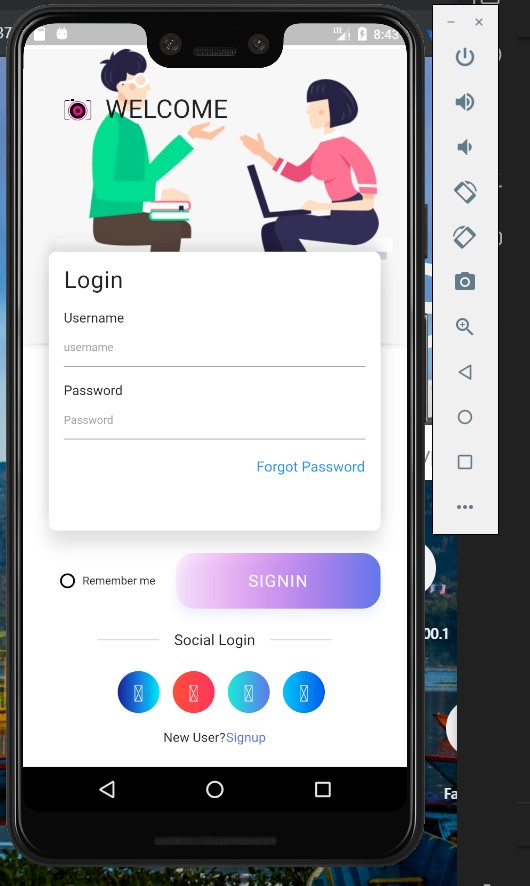 LTE 8:43
WELCOME
Login
Username
username
Password
Password
Forgot Password
Remember me
SIGNIN
Social Login
New User?Signup
00.1
Fa
37